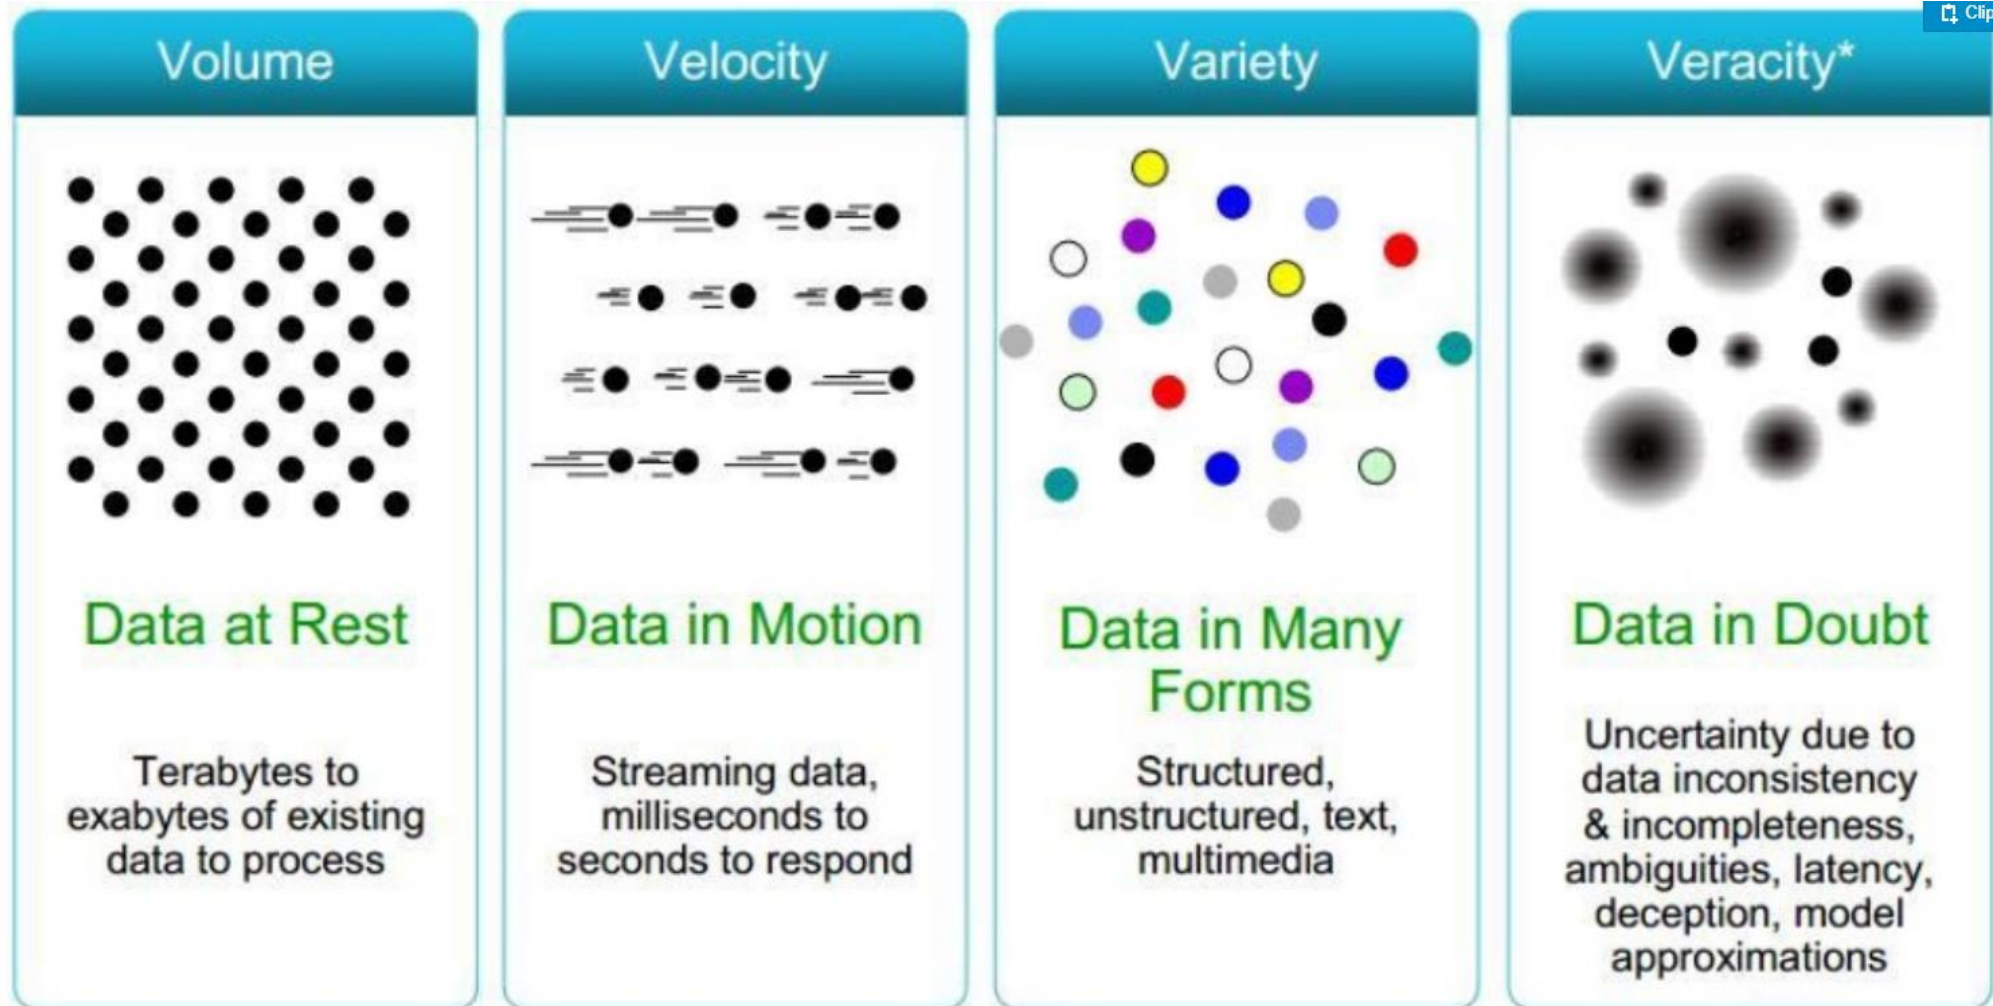 Volume
Data at Rest
Terabytes to
exabytes of existing
data to process
Velocity
Data in Motion
Streaming data,
milliseconds to
seconds to respond
Variety
Data in Many
Forms
Structured,
unstructured, text,
multimedia
Veracity*
Data in Doubt
Uncertainty due to
data inconsistency
& incompleteness,
ambiguities, latency,
deception, model
approximations
Clip